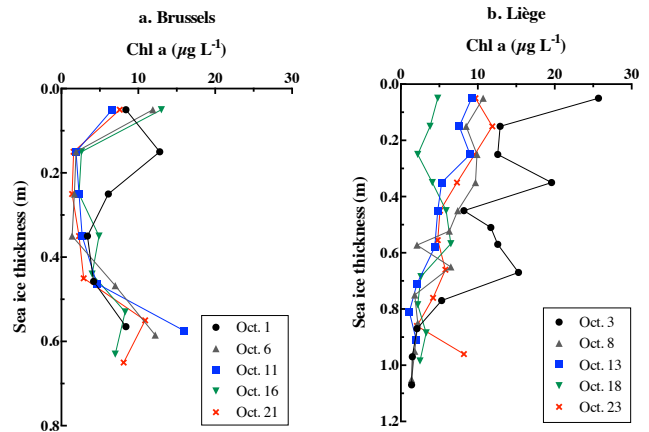 a. Brussels
Chl a (µg L⁻¹)
0 10 20 30
0.0
0.2
0.4
0.6
0.8
Sea ice thickness (m)
Oct. 1
Oct. 6
Oct. 11
Oct. 16
Oct. 21
b. Liège
Chl a (µg L⁻¹)
0 10 20 30
0.0
0.2
0.4
0.6
0.8
1.0
1.2
Sea ice thickness (m)
Oct. 3
Oct. 8
Oct. 13
Oct. 18
Oct. 23